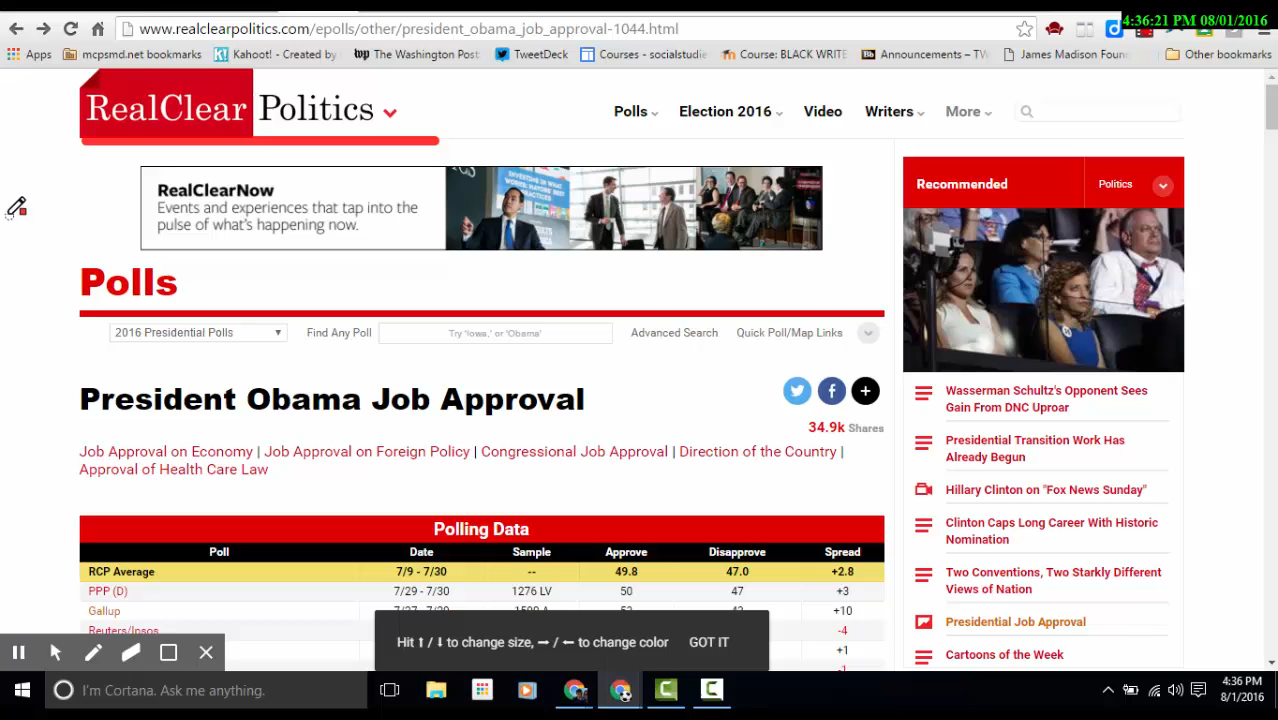 4:36:21 PM 08/01/2016
www.realclearpolitics.com/epolls/other/president_obama_job_approval-1044.html
Apps mcpsmd.net bookmarks Kahoot! - Created by The Washington Post TweetDeck Courses - socialstudie Course: BLACK WRITE Announcements – TW James Madison Foun Other bookmarks
RealClear Politics
Polls Election 2016 Video Writers More
RealClearNow
Events and experiences that tap into the
pulse of what's happening now.
Recommended Politics
Polls
2016 Presidential Polls Find Any Poll Try 'Iowa,' or 'Obama' Advanced Search Quick Poll/Map Links
President Obama Job Approval
34.9k Shares
Job Approval on Economy | Job Approval on Foreign Policy | Congressional Job Approval | Direction of the Country |
Approval of Health Care Law
Wasserman Schultz's Opponent Sees
Gain From DNC Uproar
Presidential Transition Work Has
Already Begun
Hillary Clinton on "Fox News Sunday"
Clinton Caps Long Career With Historic
Nomination
Two Conventions, Two Starkly Different
Views of Nation
Presidential Job Approval
Cartoons of the Week
Polling Data
Poll Date Sample Approve Disapprove Spread
RCP Average 7/9 - 7/30 -- 49.8 47.0 +2.8
PPP (D) 7/29 - 7/30 1276 LV 50 47 +3
Gallup +10
Reuters/Ipsos -4
+1
-1
Hit ⬆ / ⬇ to change size, ➡ / ⬅ to change color GOT IT
I'm Cortana. Ask me anything.
4:36 PM
8/1/2016